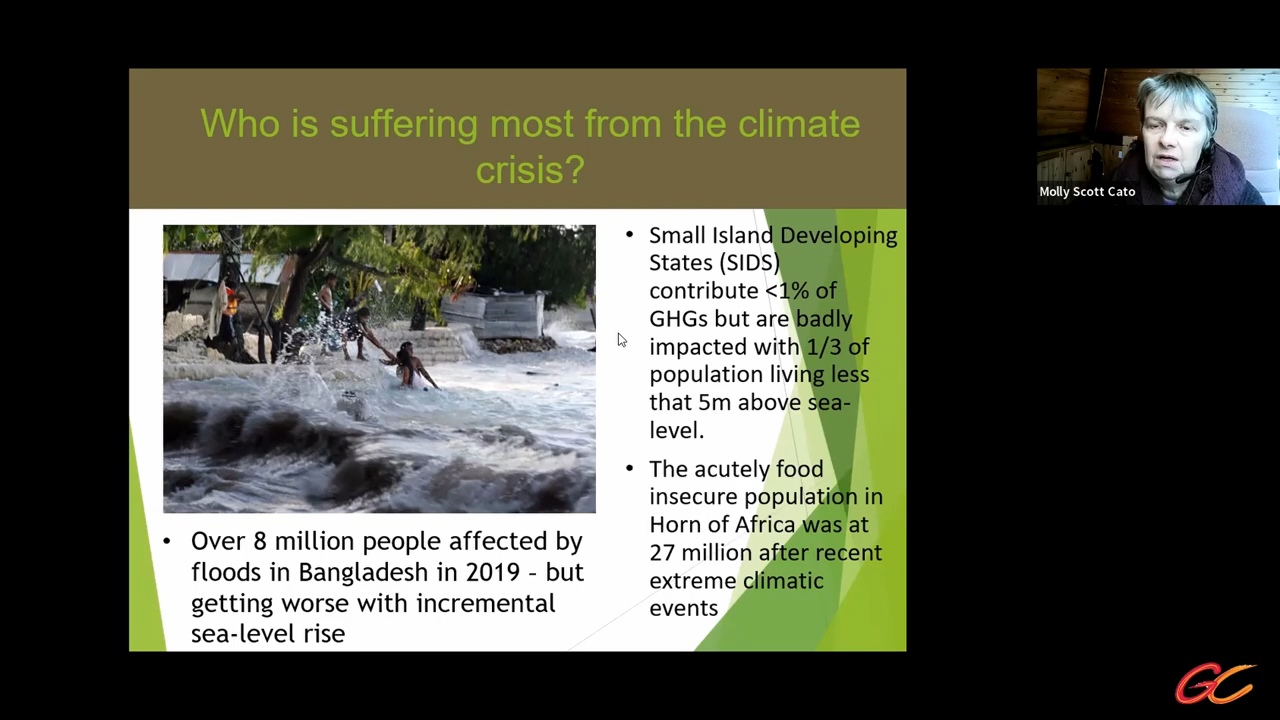 Who is suffering most from the climate
crisis?
• Over 8 million people affected by
floods in Bangladesh in 2019 – but
getting worse with incremental
sea-level rise
• Small Island Developing
States (SIDS)
contribute <1% of
GHGs but are badly
impacted with 1/3 of
population living less
that 5m above sea-
level.
• The acutely food
insecure population in
Horn of Africa was at
27 million after recent
extreme climatic
events
Molly Scott Cato
GC